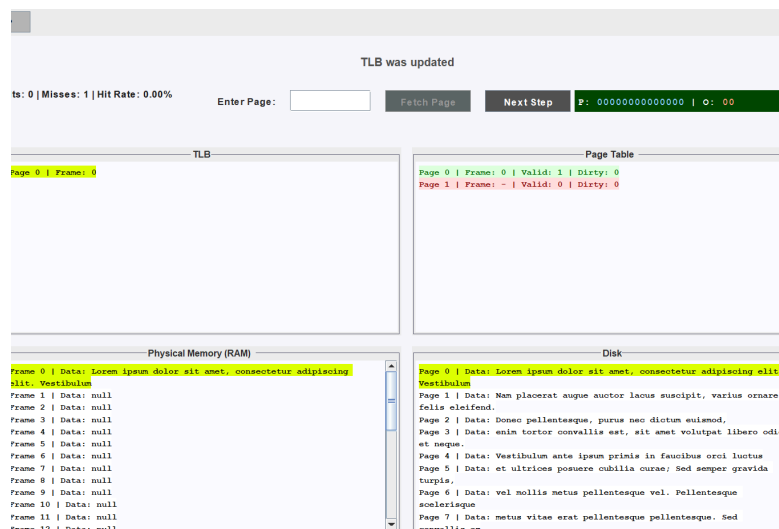 TLB was updated
ts: 0 | Misses: 1 | Hit Rate: 0.00%
Enter Page:
Fetch Page
Next Step
P: 00000000000000 | O: 00
TLB
Page 0 | Frame: 0
Page Table
Page 0 | Frame: 0 | Valid: 1 | Dirty: 0
Page 1 | Frame: - | Valid: 0 | Dirty: 0
Physical Memory (RAM)
Frame 0 | Data: Lorem ipsum dolor sit amet, consectetur adipiscing
elit. Vestibulum
Frame 1 | Data: null
Frame 2 | Data: null
Frame 3 | Data: null
Frame 4 | Data: null
Frame 5 | Data: null
Frame 6 | Data: null
Frame 7 | Data: null
Frame 8 | Data: null
Frame 9 | Data: null
Frame 10 | Data: null
Frame 11 | Data: null
Frame 12 | Data: null
Disk
Page 0 | Data: Lorem ipsum dolor sit amet, consectetur adipiscing elit
Vestibulum
Page 1 | Data: Nam placerat augue auctor lacus suscipit, varius ornare
felis eleifend.
Page 2 | Data: Donec pellentesque, purus nec dictum euismod,
Page 3 | Data: enim tortor convallis est, sit amet volutpat libero odi
et neque.
Page 4 | Data: Vestibulum ante ipsum primis in faucibus orci luctus
Page 5 | Data: et ultrices posuere cubilia curae; Sed semper gravida
turpis,
Page 6 | Data: vel mollis metus pellentesque vel. Pellentesque
scelerisque
Page 7 | Data: metus vitae erat pellentesque pellentesque. Sed